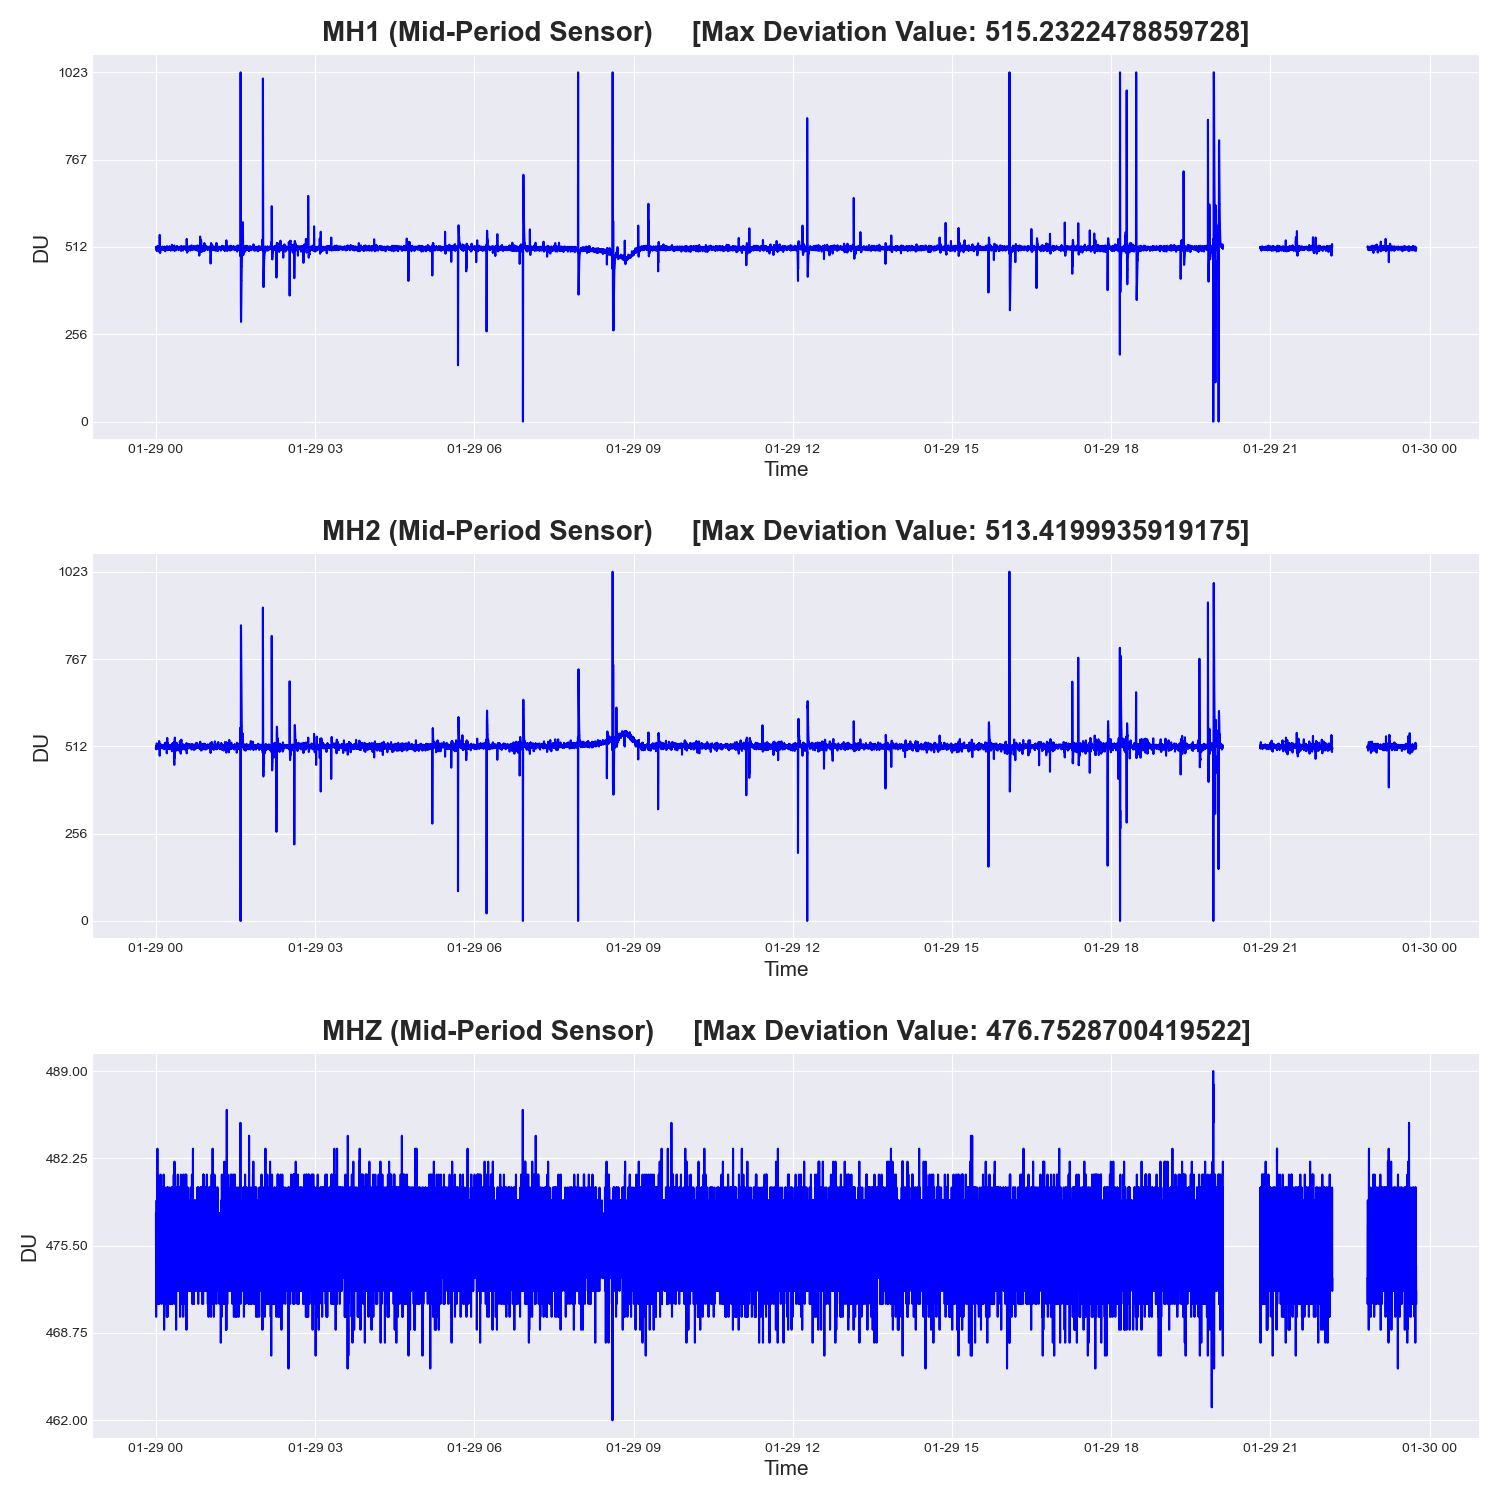 MH1 (Mid-Period Sensor) [Max Deviation Value: 515.2322478859728]
1023
767
512
256
0
DU
01-29 00 01-29 03 01-29 06 01-29 09 01-29 12 01-29 15 01-29 18 01-29 21 01-30 00
Time
MH2 (Mid-Period Sensor) [Max Deviation Value: 513.4199935919175]
1023
767
512
256
0
DU
01-29 00 01-29 03 01-29 06 01-29 09 01-29 12 01-29 15 01-29 18 01-29 21 01-30 00
Time
MHZ (Mid-Period Sensor) [Max Deviation Value: 476.7528700419522]
489.00
482.25
475.50
468.75
462.00
DU
01-29 00 01-29 03 01-29 06 01-29 09 01-29 12 01-29 15 01-29 18 01-29 21 01-30 00
Time